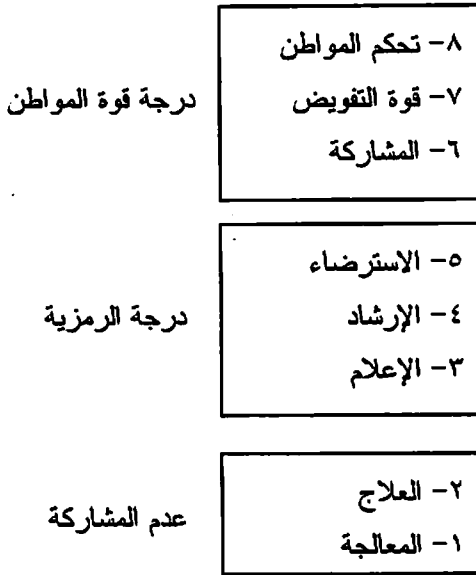 ٨- تحكم المواطن
٧- قوة التفويض
٦- المشاركة
درجة قوة المواطن
٥- الاسترضاء
٤- الإرشاد
٣- الإعلام
درجة الرمزية
٢- العلاج
١- المعالجة
عدم المشاركة